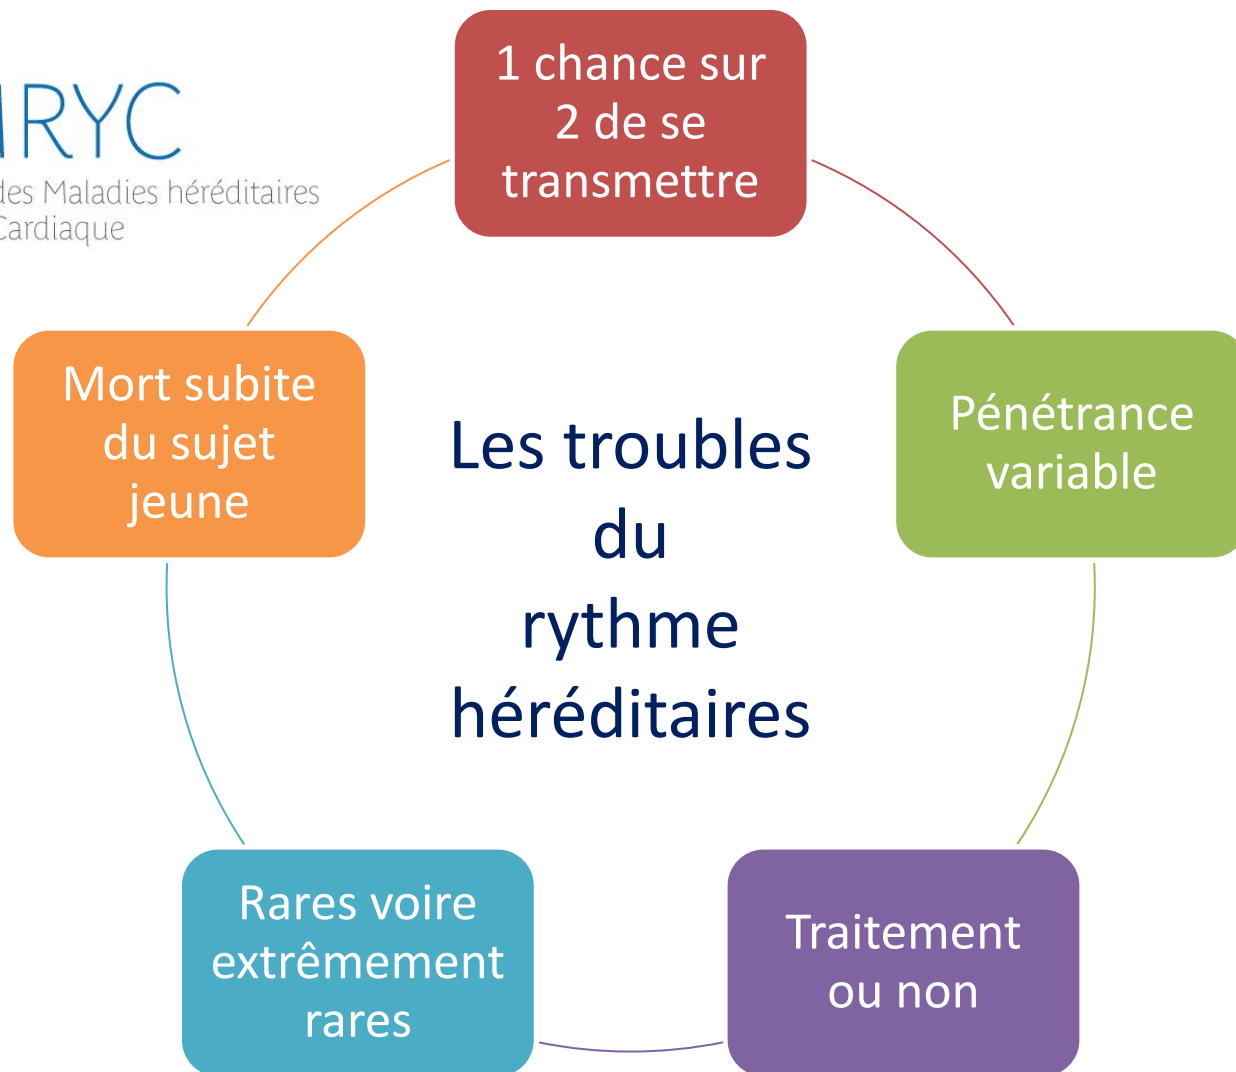 1 chance sur
2 de se
transmettre
RYC
des Maladies héréditaires
Cardiaque
Mort subite
du sujet
jeune
Les troubles
du
rythme
héréditaires
Pénétrance
variable
Rares voire
extrêmement
rares
Traitement
ou non